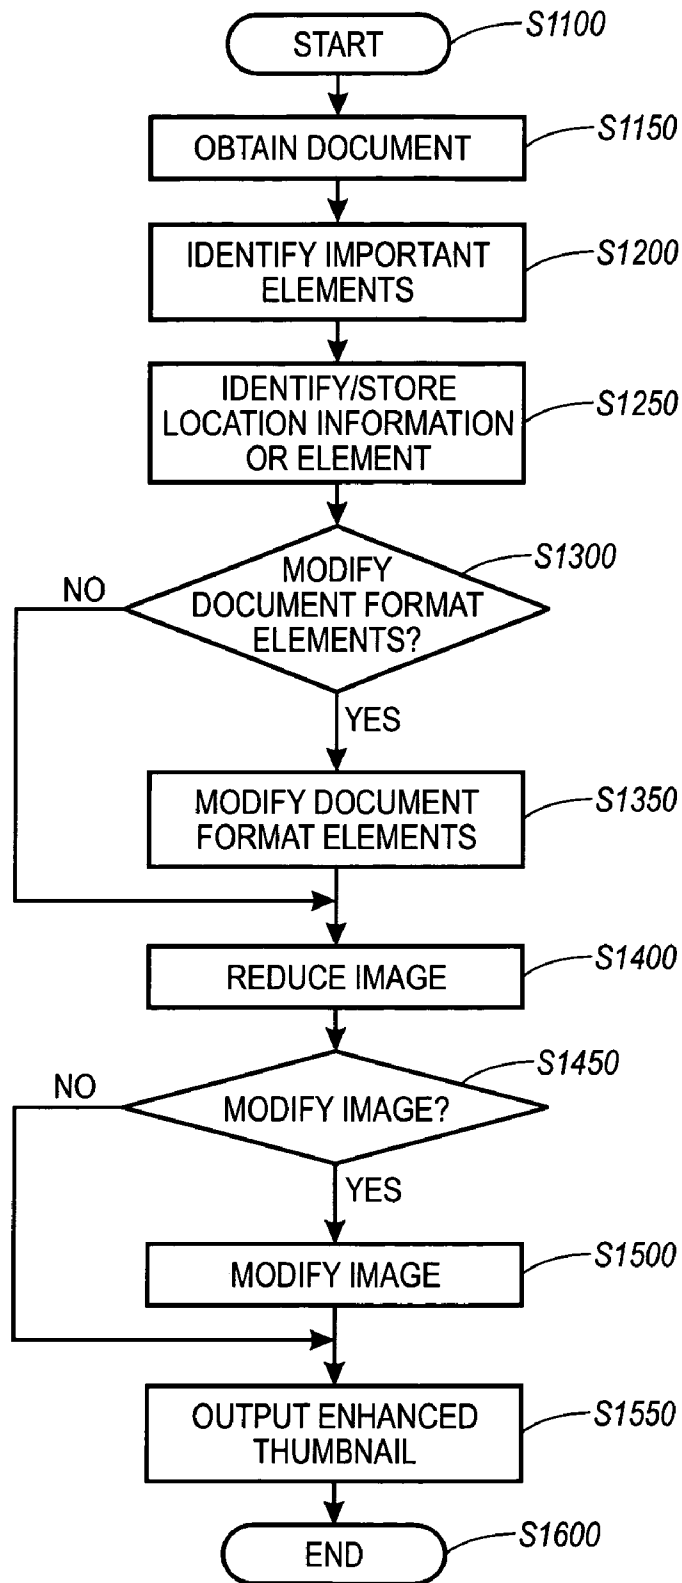 START
S1100
OBTAIN DOCUMENT
S1150
IDENTIFY IMPORTANT
ELEMENTS
S1200
IDENTIFY/STORE
LOCATION INFORMATION
OR ELEMENT
S1250
MODIFY
DOCUMENT FORMAT
ELEMENTS?
S1300
NO
YES
MODIFY DOCUMENT
FORMAT ELEMENTS
S1350
REDUCE IMAGE
S1400
MODIFY IMAGE?
S1450
NO
YES
MODIFY IMAGE
S1500
OUTPUT ENHANCED
THUMBNAIL
S1550
END
S1600